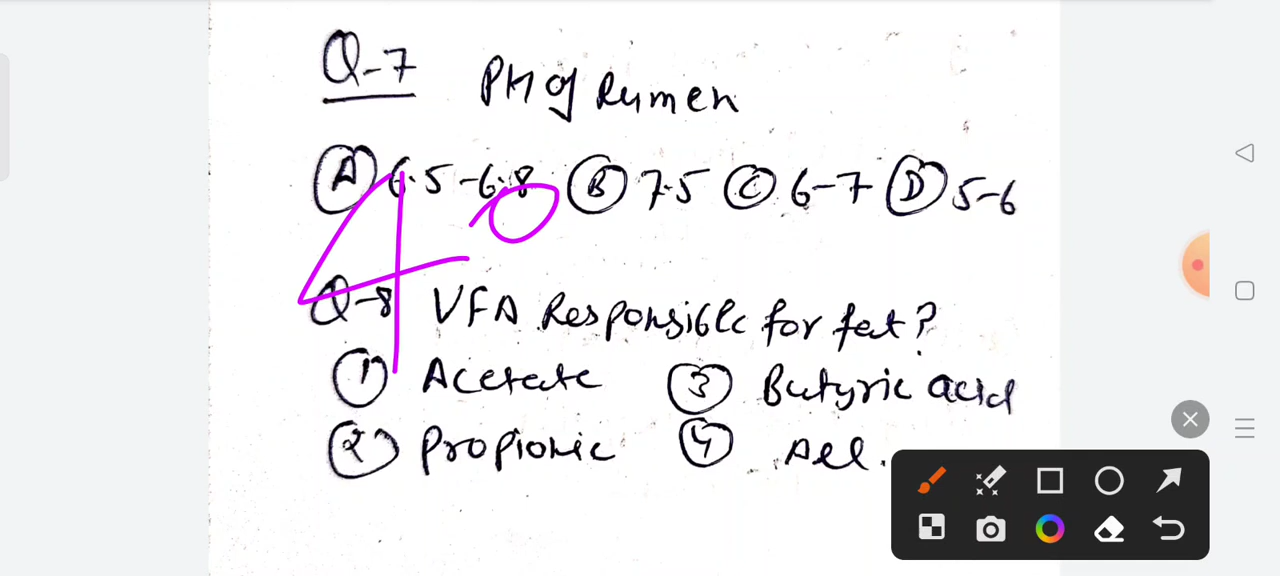 Q-7 PH of Rumen
A 6.5-6.8 B 7.5 C 6-7 D 5-6
Q-8 VFA Responsible for fat?
1 Acetate 3 Butyric acid
2 Propionic 4 All.